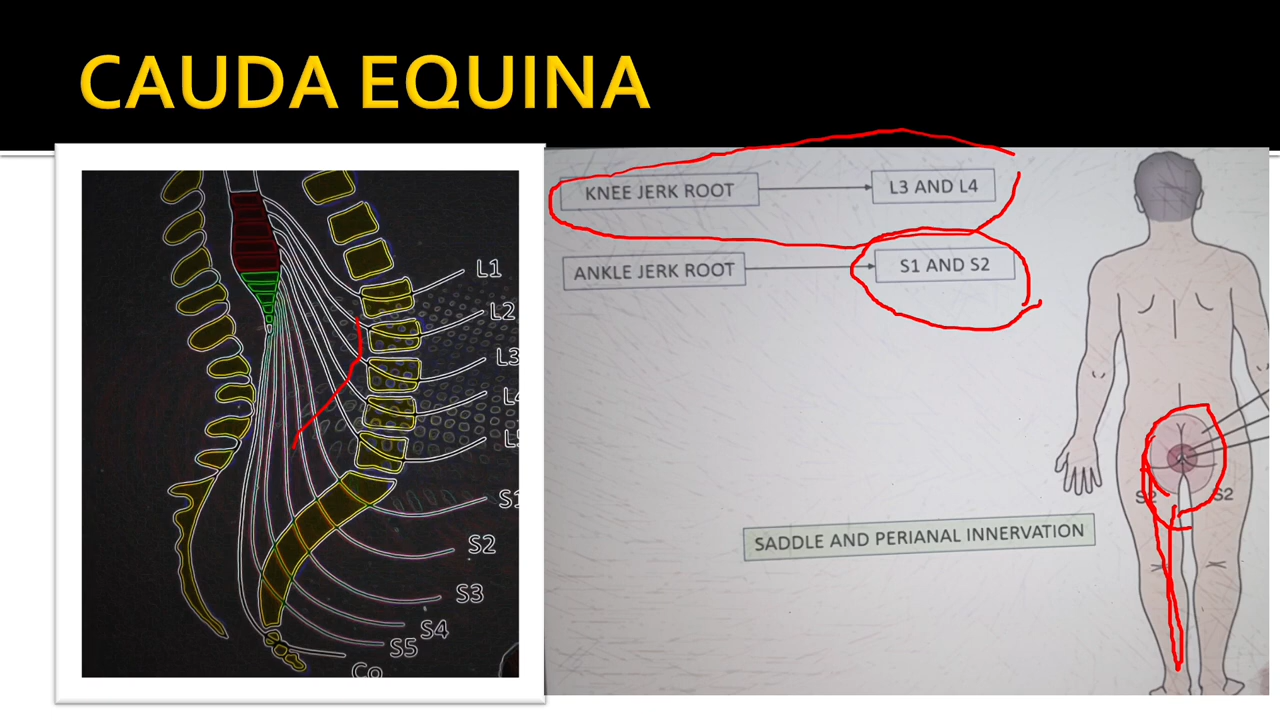 CAUDA EQUINA
L1
L2
L3
L4
L5
S1
S2
S3
S4
S5
Co
KNEE JERK ROOT
L3 AND L4
ANKLE JERK ROOT
S1 AND S2
S2
S2
SADDLE AND PERIANAL INNERVATION